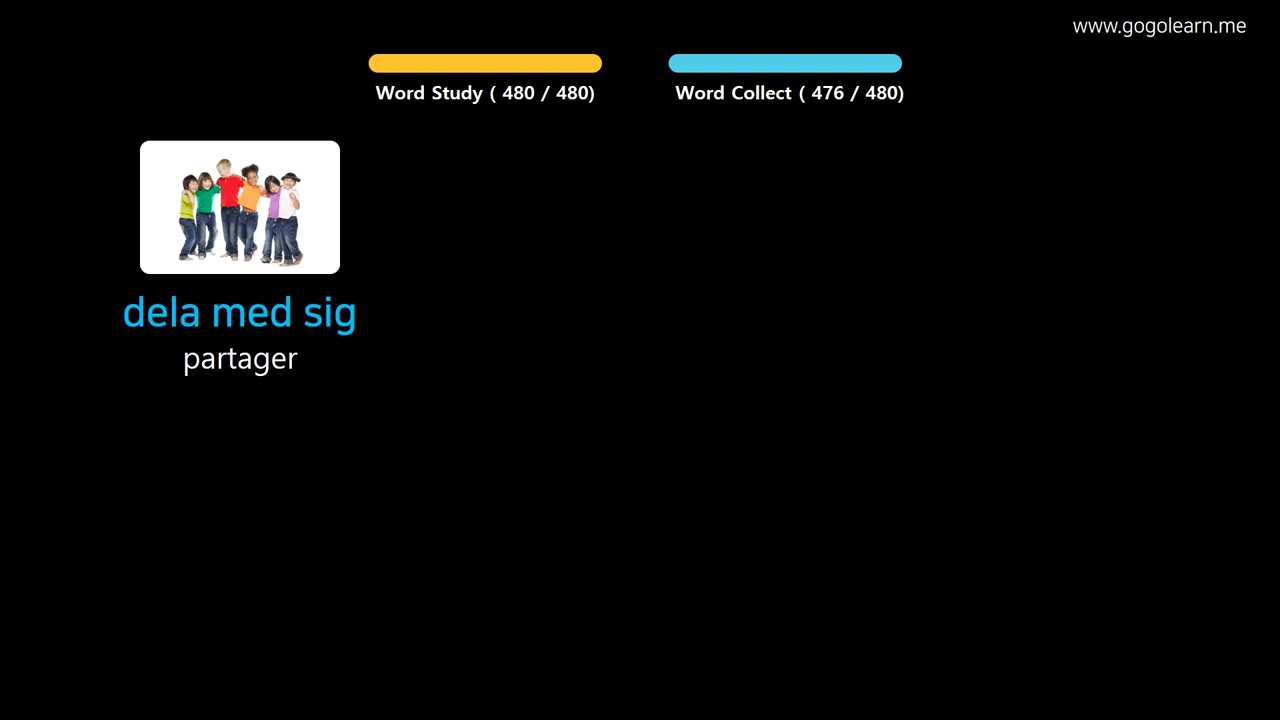 www.gogolearn.me
Word Study ( 480 / 480)
Word Collect ( 476 / 480)
dela med sig
partager